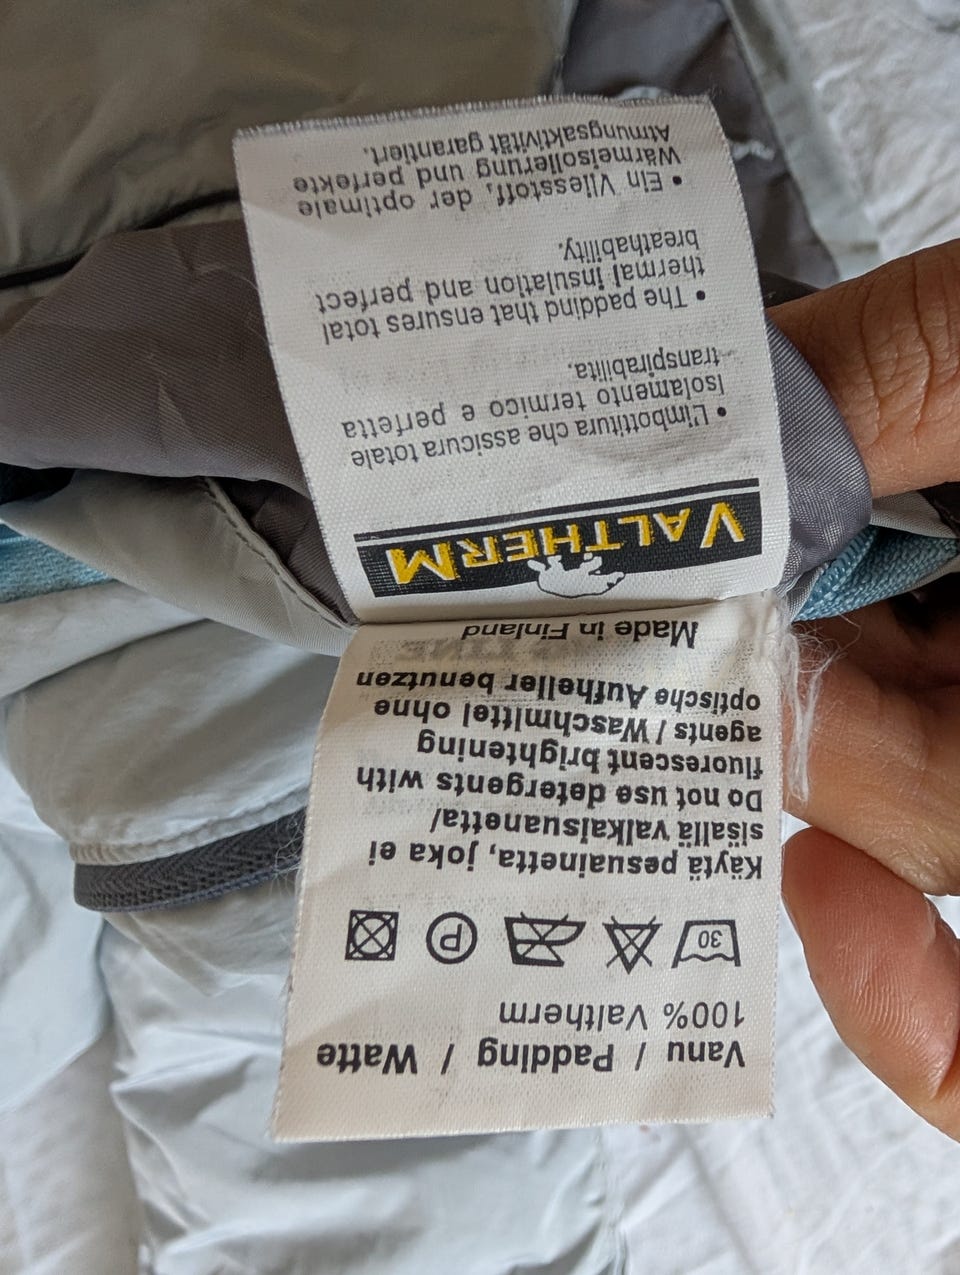 Vanu / Padding / Watte
100% Valtherm
30 P
Käytä pesuainetta, joka ei
sisällä valkaisuanetta/
Do not use detergents with
fluorescent brightening
agents / Waschmittel ohne
optische Aufheller benutzen
Made in Finland
VALTHERM
• L'imbottitura che assicura totale
isolamento termico e perfetta
transpirabilita.
• The padding that ensures total
thermal insulation and perfect
breathability.
• Ein Vliesstoff, der optimale
Wärmeisolierung und perfekte
Atmungsaktivität garantiert.